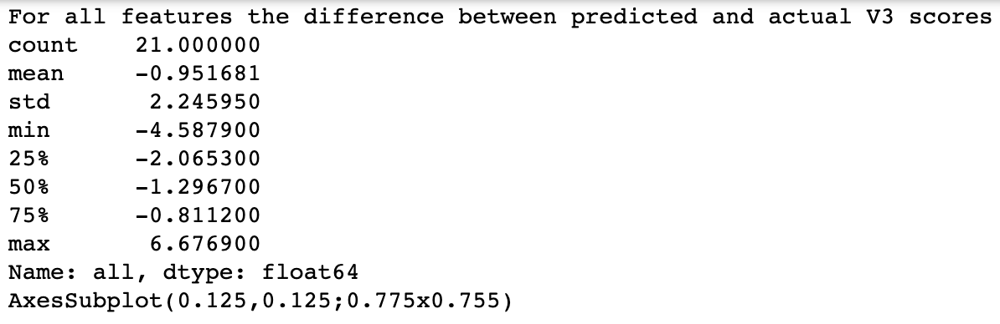 For all features the difference between predicted and actual V3 scores
count    21.000000
mean     -0.951681
std       2.245950
min      -4.587900
25%      -2.065300
50%      -1.296700
75%      -0.811200
max       6.676900
Name: all, dtype: float64
AxesSubplot(0.125,0.125;0.775x0.755)